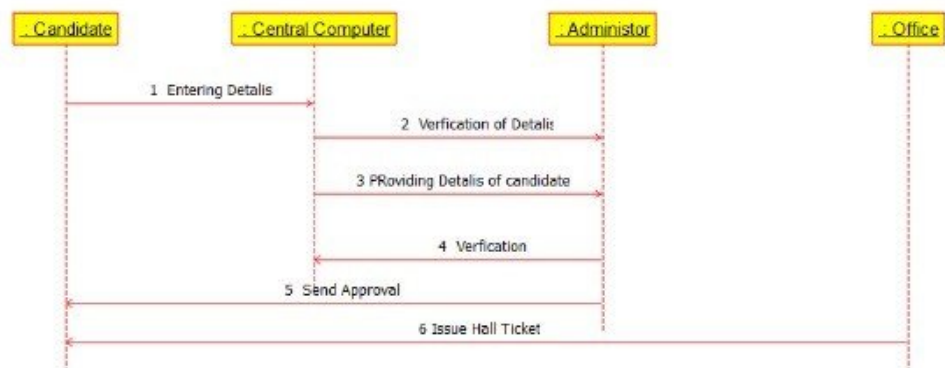 : Candidate
: Central Computer
: Administor
: Office
1 Entering Detalis
2 Verfication of Detalis
3 PRoviding Detalis of candidate
4 Verfication
5 Send Approval
6 Issue Hall Ticket